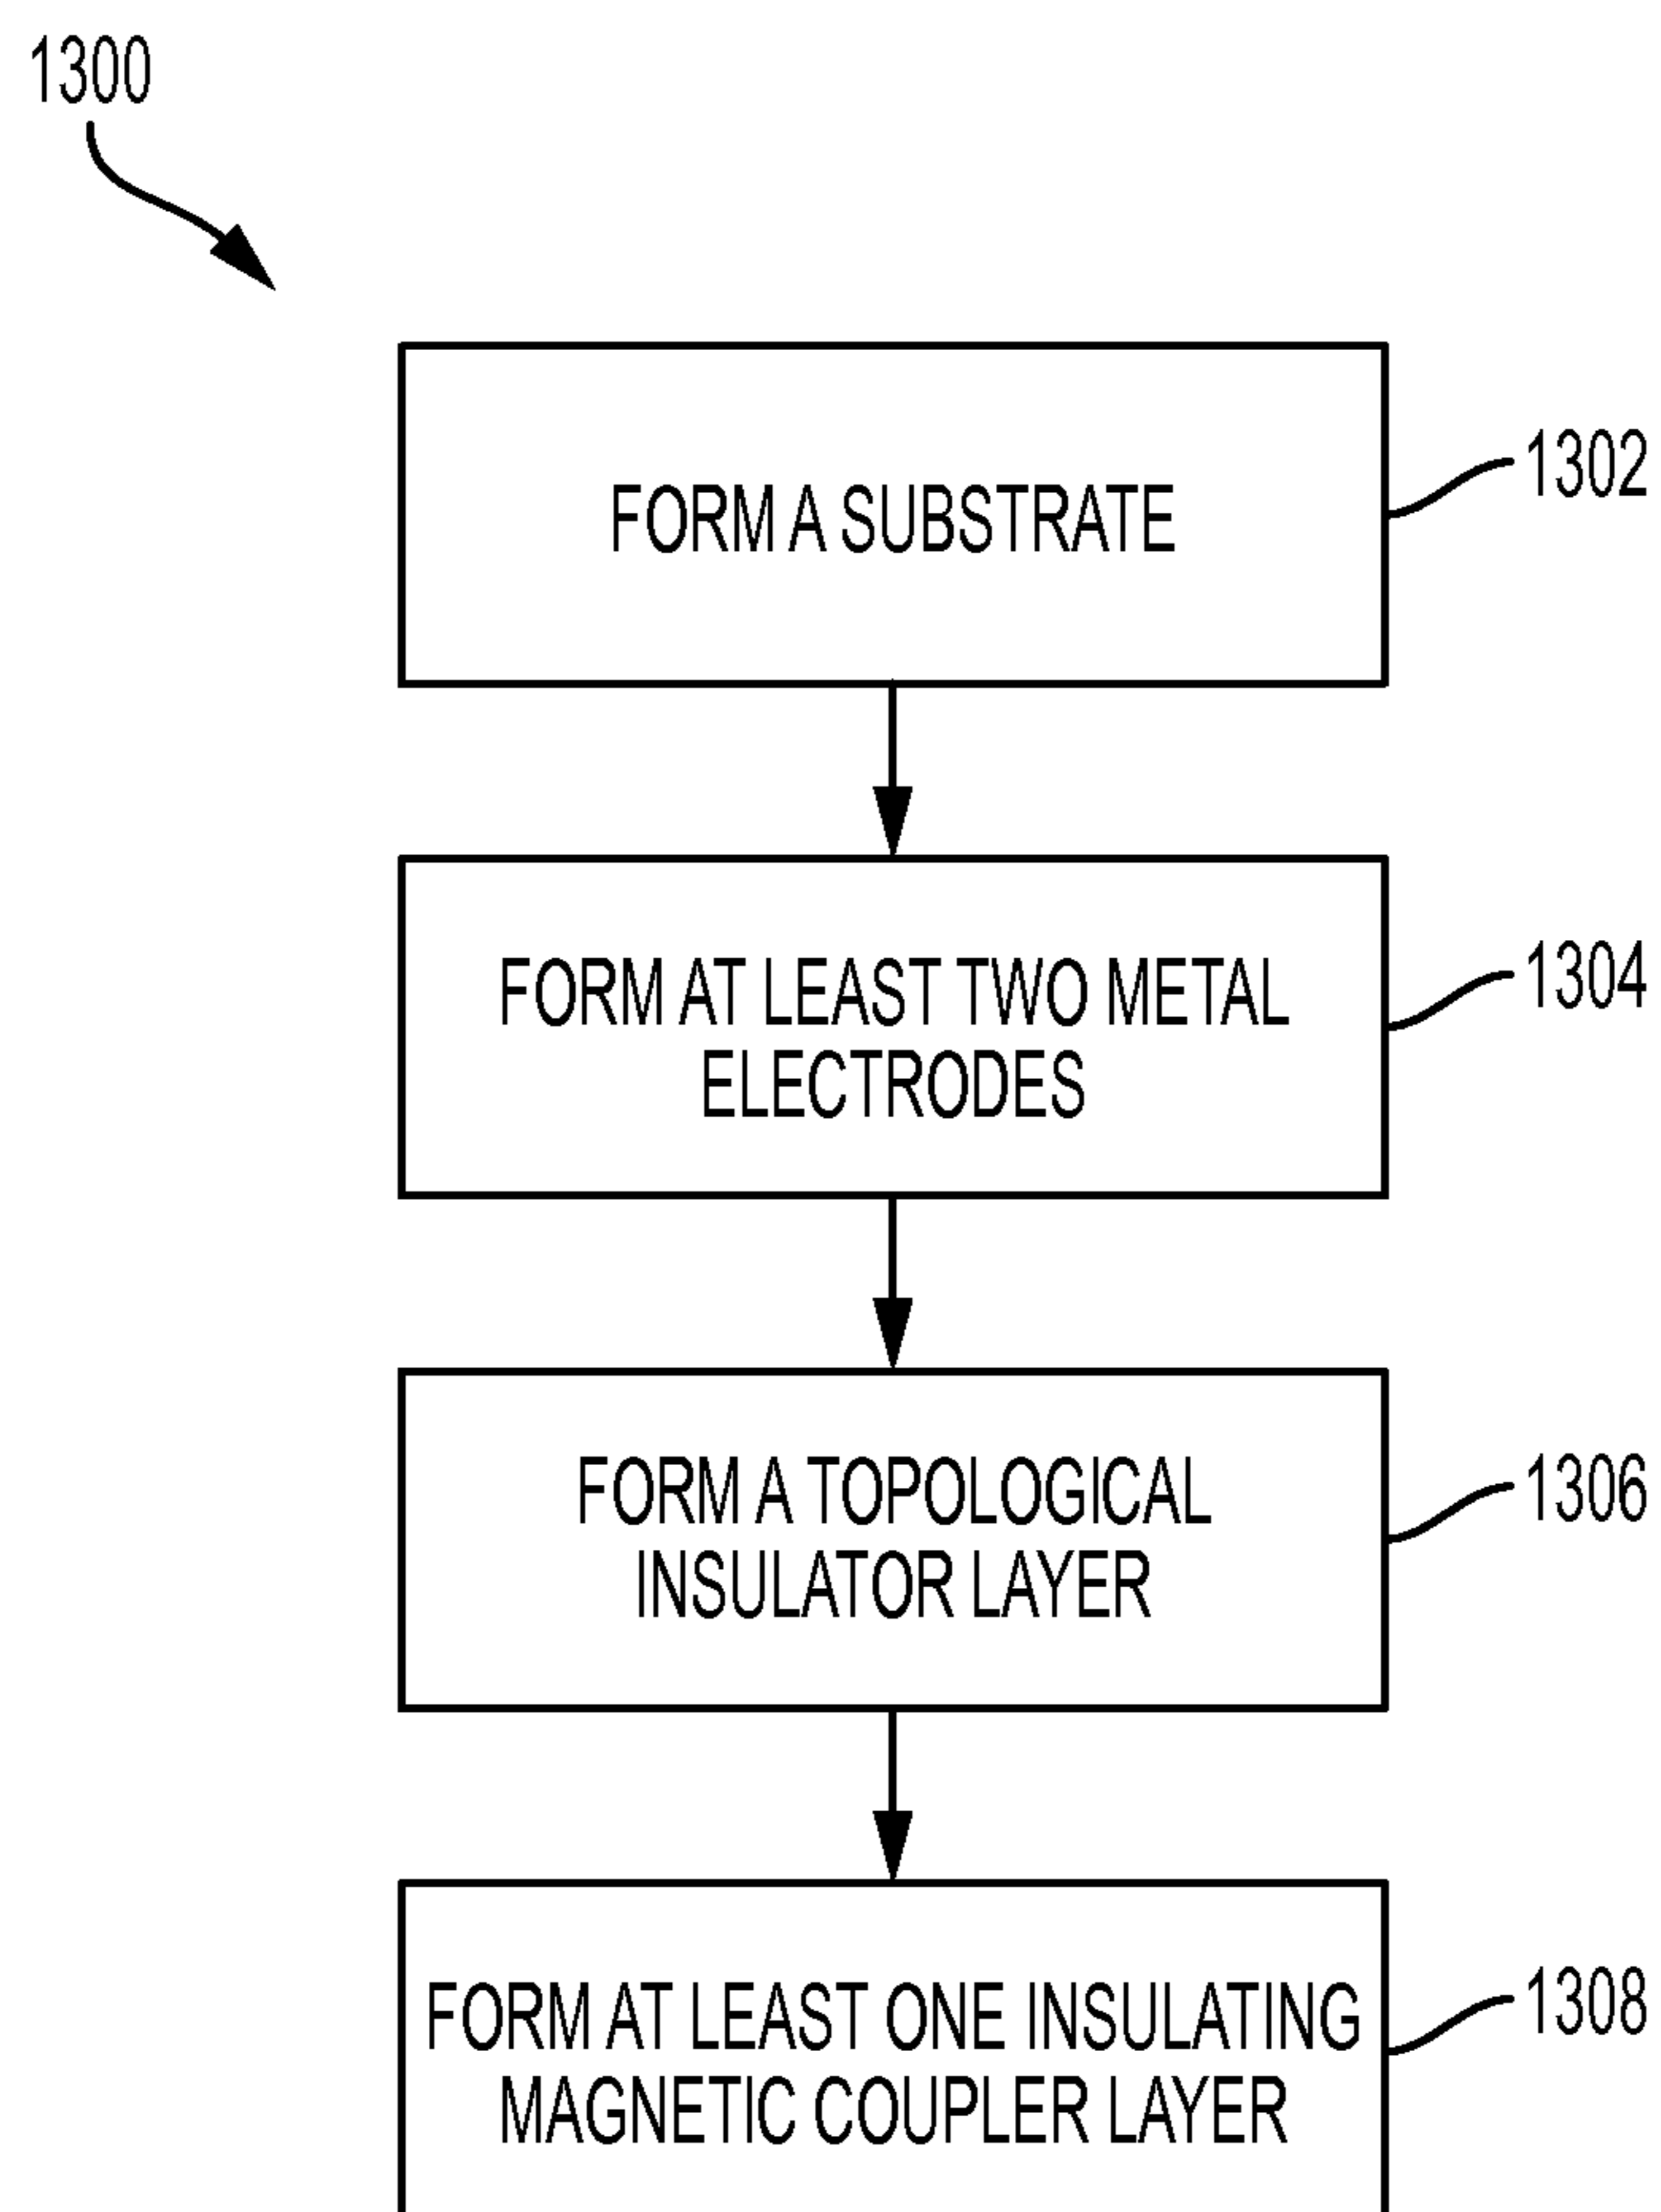 1300
FORM A SUBSTRATE
1302
FORM AT LEAST TWO METAL
ELECTRODES
1304
FORM A TOPOLOGICAL
INSULATOR LAYER
1306
FORM AT LEAST ONE INSULATING
MAGNETIC COUPLER LAYER
1308